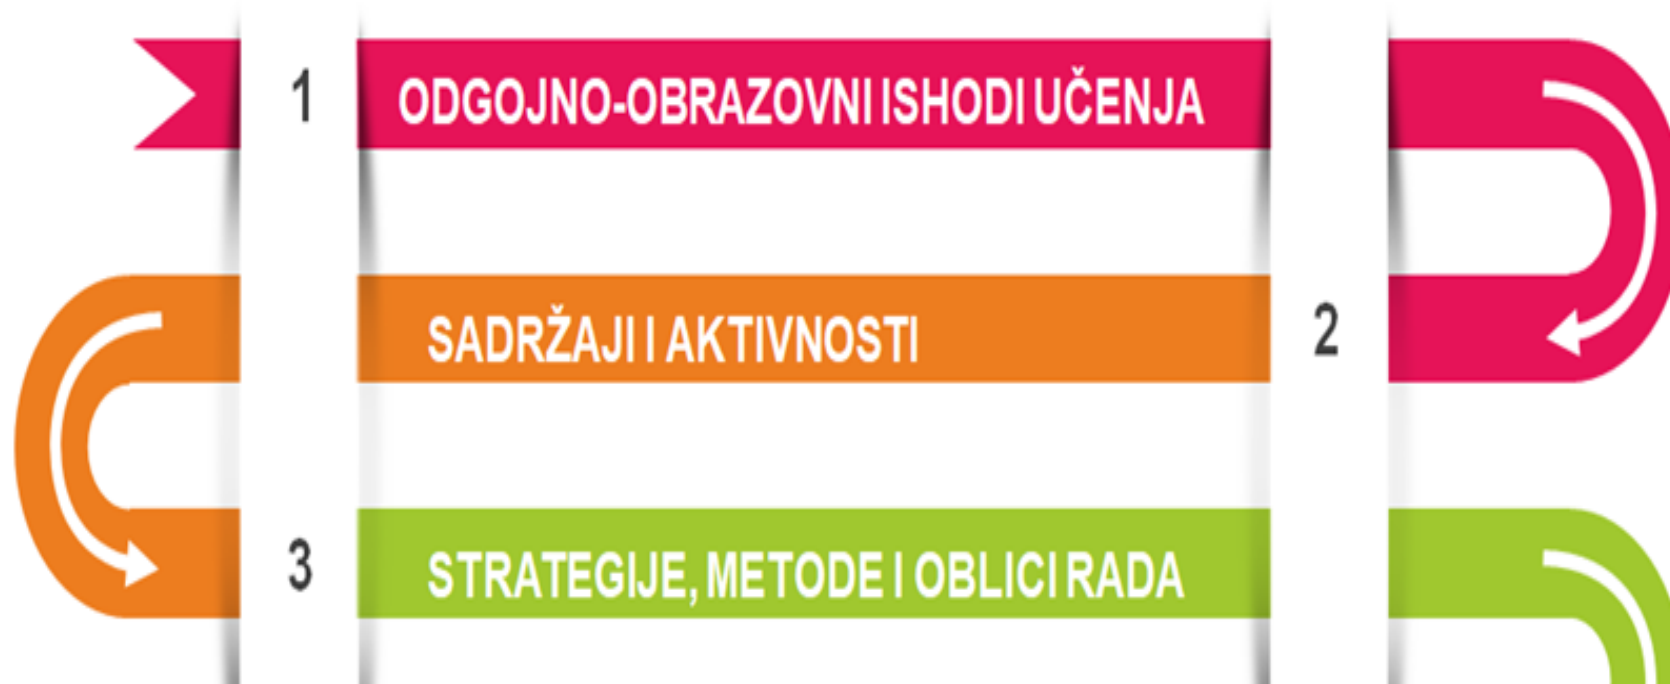 1 ODGOJNO-OBRAZOVNI ISHODI UČENJA
SADRŽAJI I AKTIVNOSTI 2
3 STRATEGIJE, METODE I OBLICI RADA